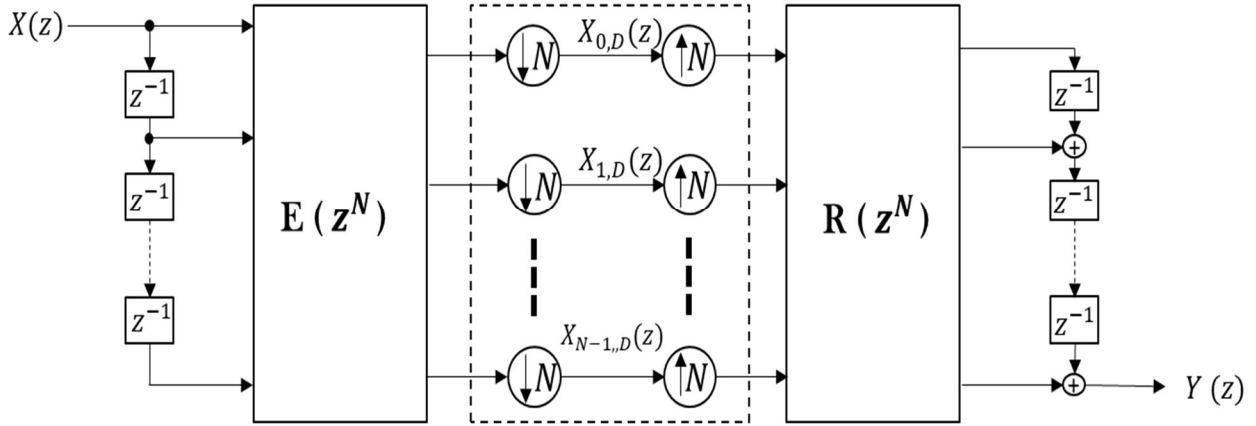 X(z)
z⁻¹
z⁻¹
z⁻¹
E ( z^N )
↓N
X_{0,D}(z)
↑N
↓N
X_{1,D}(z)
↑N
↓N
X_{N−1,,D}(z)
↑N
R ( z^N )
z⁻¹
+
z⁻¹
z⁻¹
+
Y (z)